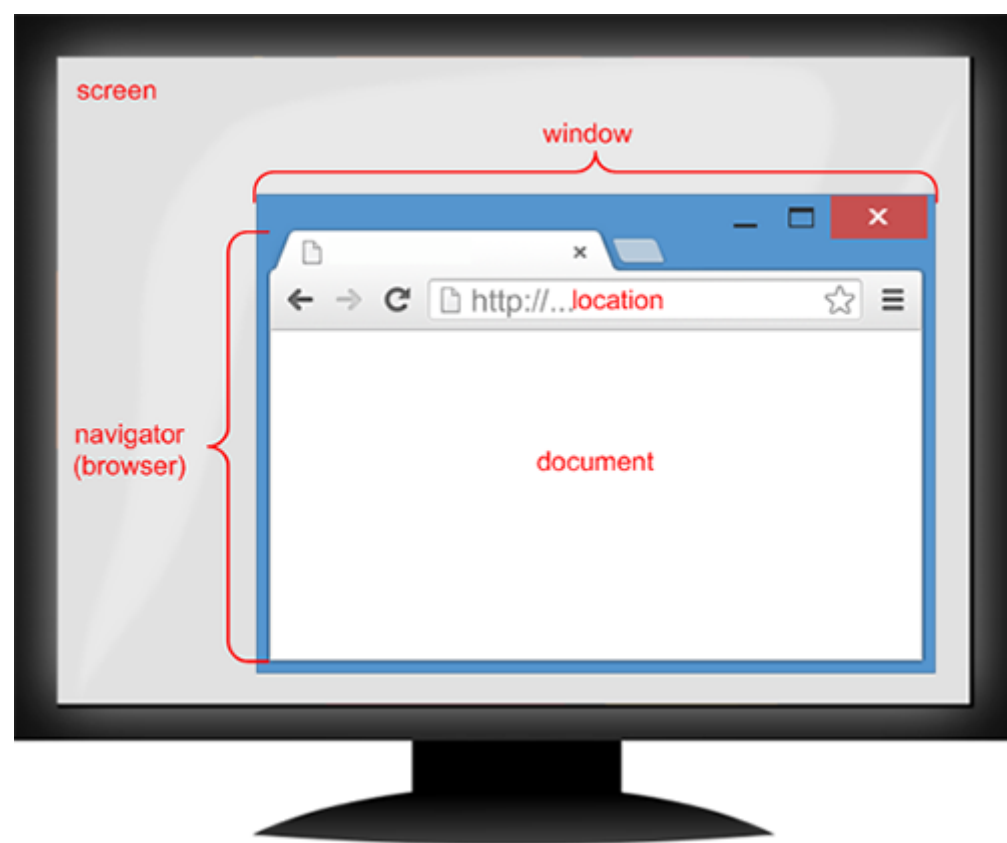 screen
window
http://...location
navigator
(browser)
document